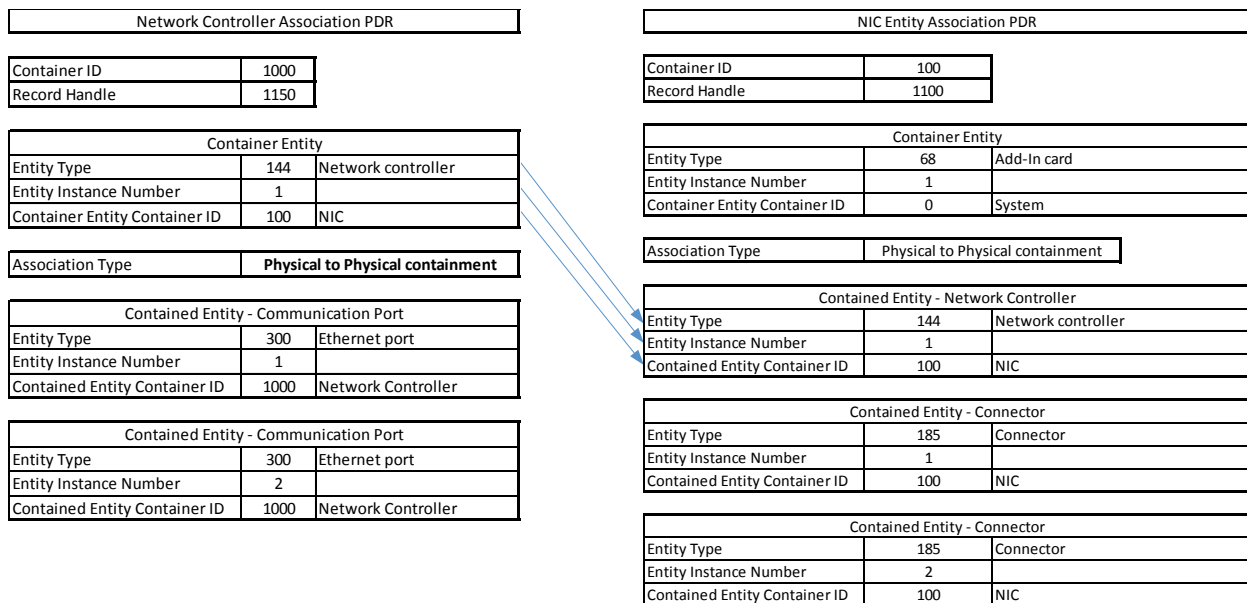 Network Controller Association PDR
Container ID 1000
Record Handle 1150
Container Entity
Entity Type 144 Network controller
Entity Instance Number 1
Container Entity Container ID 100 NIC
Association Type Physical to Physical containment
Contained Entity - Communication Port
Entity Type 300 Ethernet port
Entity Instance Number 1
Contained Entity Container ID 1000 Network Controller
Contained Entity - Communication Port
Entity Type 300 Ethernet port
Entity Instance Number 2
Contained Entity Container ID 1000 Network Controller
NIC Entity Association PDR
Container ID 100
Record Handle 1100
Container Entity
Entity Type 68 Add-In card
Entity Instance Number 1
Container Entity Container ID 0 System
Association Type Physical to Physical containment
Contained Entity - Network Controller
Entity Type 144 Network controller
Entity Instance Number 1
Contained Entity Container ID 100 NIC
Contained Entity - Connector
Entity Type 185 Connector
Entity Instance Number 1
Contained Entity Container ID 100 NIC
Contained Entity - Connector
Entity Type 185 Connector
Entity Instance Number 2
Contained Entity Container ID 100 NIC